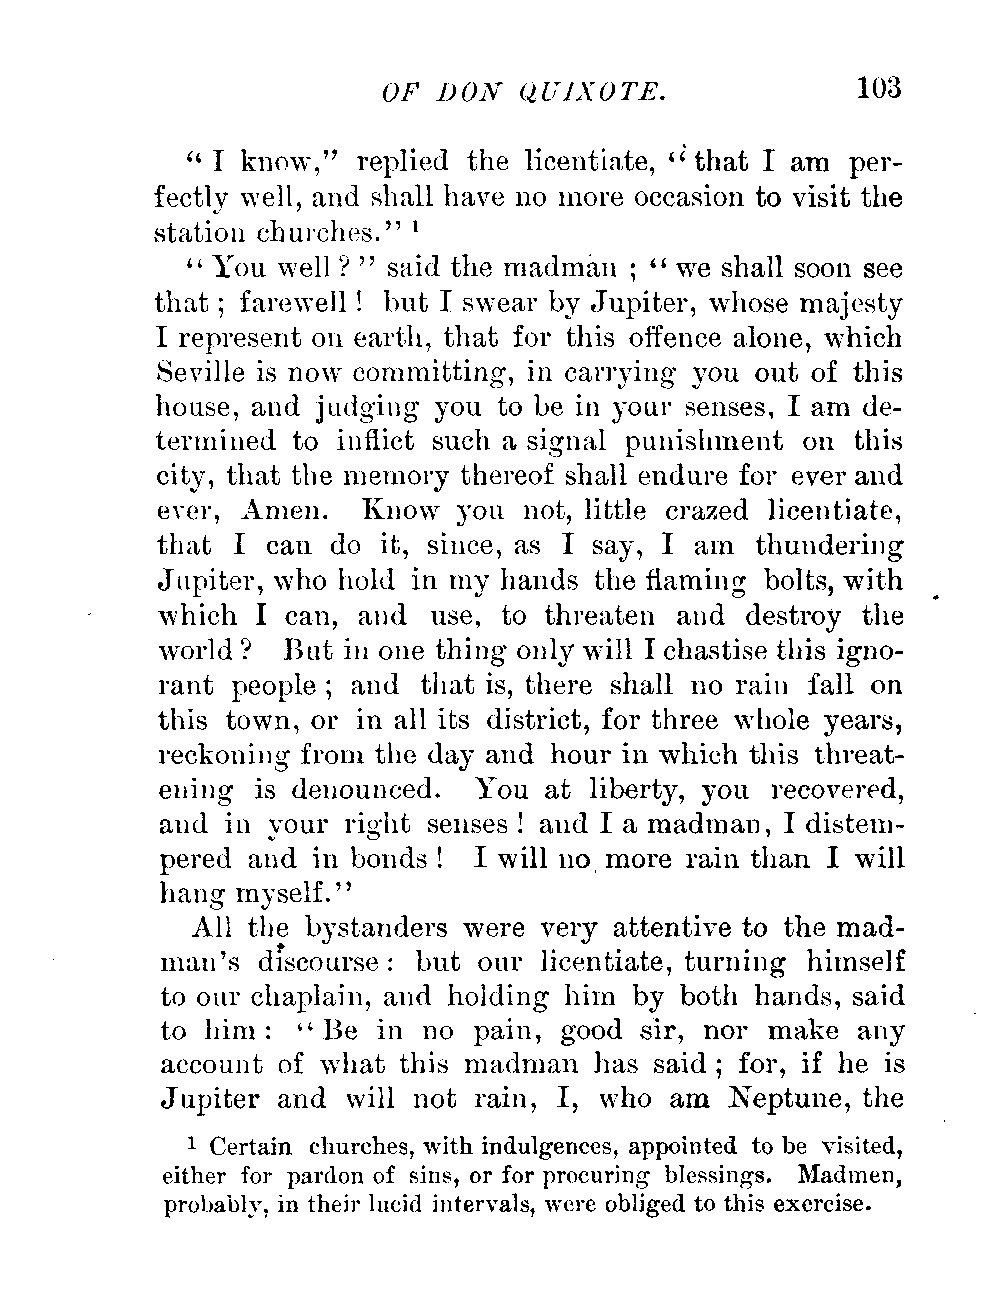 OF DON QUIXOTE. 103
“ I know,” replied the licentiate, “ that I am per-
fectly well, and shall have no more occasion to visit the
station churches.” 1
“ You well ? ” said the madman ; “ we shall soon see
that ; farewell ! but I swear by Jupiter, whose majesty
I represent on earth, that for this offence alone, which
Seville is now committing, in carrying you out of this
house, and judging you to be in your senses, I am de-
termined to inflict such a signal punishment on this
city, that the memory thereof shall endure for ever and
ever, Amen. Know you not, little crazed licentiate,
that I can do it, since, as I say, I am thundering
Jupiter, who hold in my hands the flaming bolts, with
which I can, and use, to threaten and destroy the
world ? But in one thing only will I chastise this igno-
rant people ; and that is, there shall no rain fall on
this town, or in all its district, for three whole years,
reckoning from the day and hour in which this threat-
ening is denounced. You at liberty, you recovered,
and in your right senses ! and I a madman, I distem-
pered and in bonds ! I will no more rain than I will
hang myself.”
All the bystanders were very attentive to the mad-
man’s discourse : but our licentiate, turning himself
to our chaplain, and holding him by both hands, said
to him : “ Be in no pain, good sir, nor make any
account of what this madman has said ; for, if he is
Jupiter and will not rain, I, who am Neptune, the
1 Certain churches, with indulgences, appointed to be visited,
either for pardon of sins, or for procuring blessings. Madmen,
probably, in their lucid intervals, were obliged to this exercise.